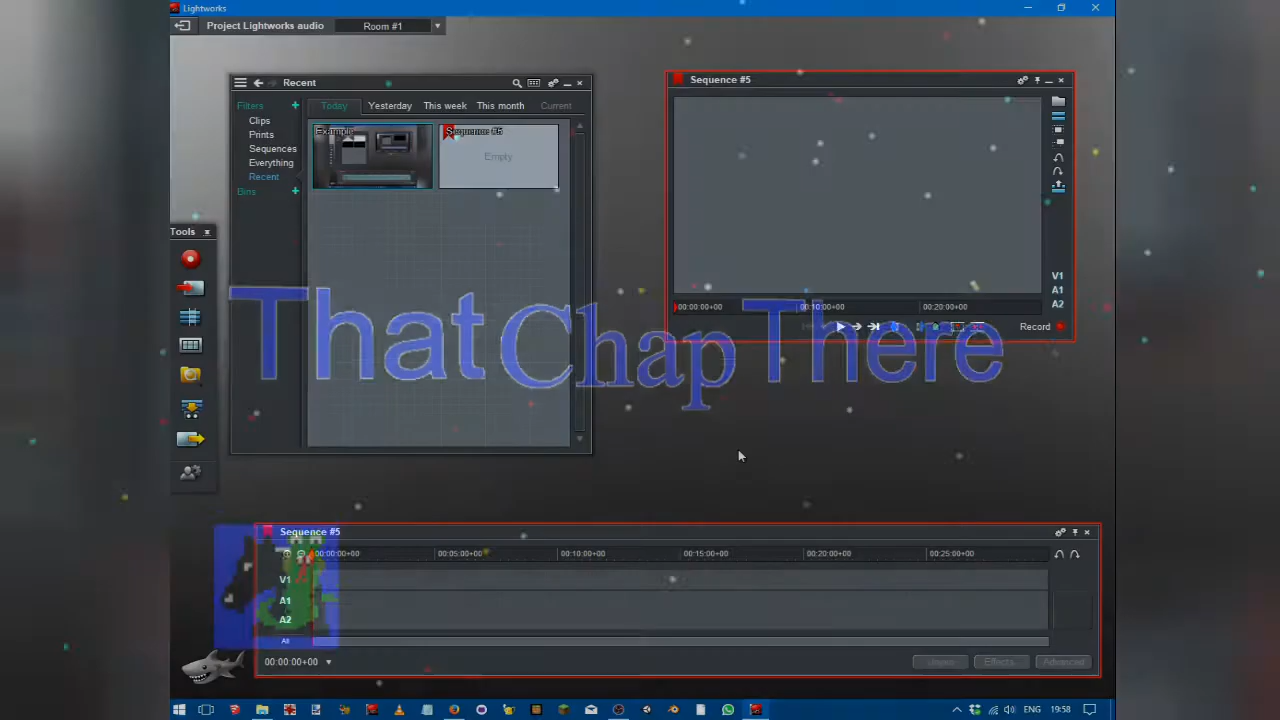 Lightworks
Project Lightworks audio Room #1
Recent
Filters + Today Yesterday This week This month Current
Clips
Prints
Sequences
Everything
Recent
Bins +
Example Sequence #5
Empty
Sequence #5
V1
A1
A2
00:00:00+00 00:10:00+00 00:20:00+00
Record
Tools
That Chap There
Sequence #5
00:00:00+00 00:05:00+00 00:10:00+00 00:15:00+00 00:20:00+00 00:25:00+00
V1
A1
A2
All
00:00:00+00 Effects Advanced
ENG 19:58